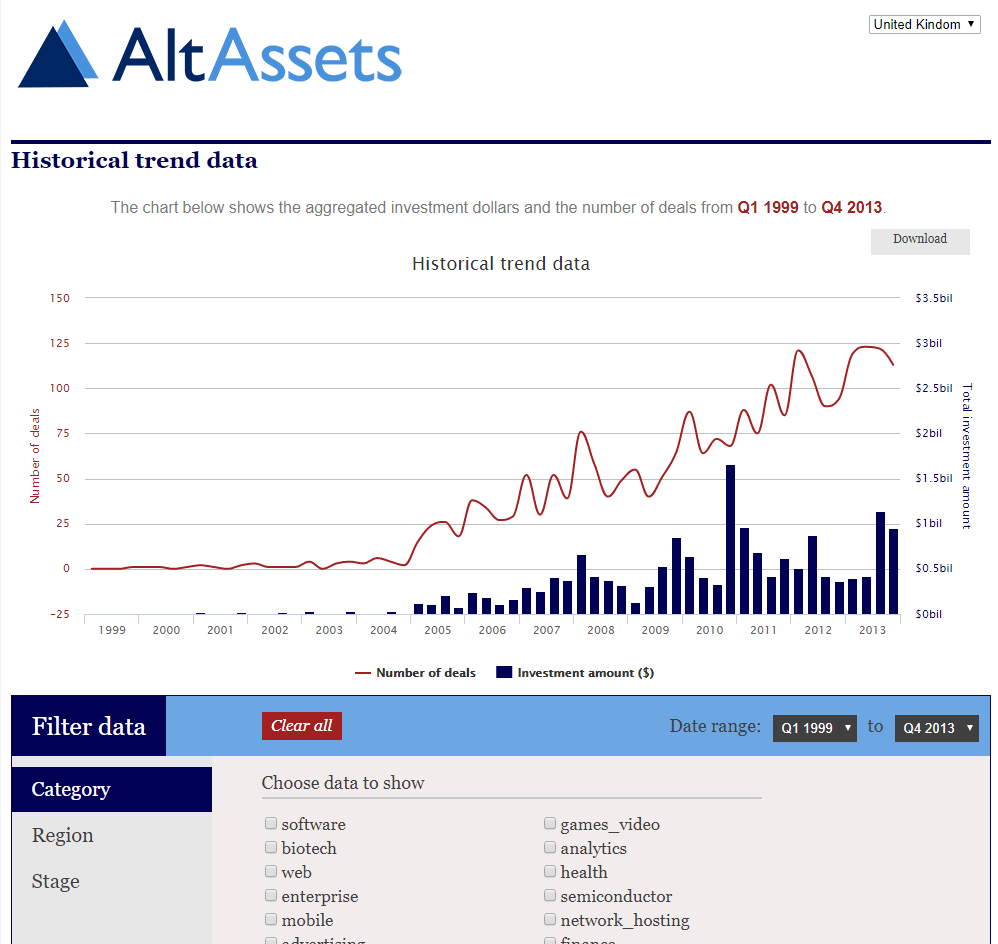 AltAssets
United Kindom
Historical trend data
The chart below shows the aggregated investment dollars and the number of deals from Q1 1999 to Q4 2013.
Download
Historical trend data
150 $3.5bil
125 $3bil
100 $2.5bil
75 $2bil
50 $1.5bil
25 $1bil
0 $0.5bil
-25 $0bil
Number of deals
Total investment amount
1999 2000 2001 2002 2003 2004 2005 2006 2007 2008 2009 2010 2011 2012 2013
Number of deals Investment amount ($)
Filter data Clear all Date range: Q1 1999 to Q4 2013
Category
Region
Stage
Choose data to show
software games_video
biotech analytics
web health
enterprise semiconductor
mobile network_hosting
advertising finance